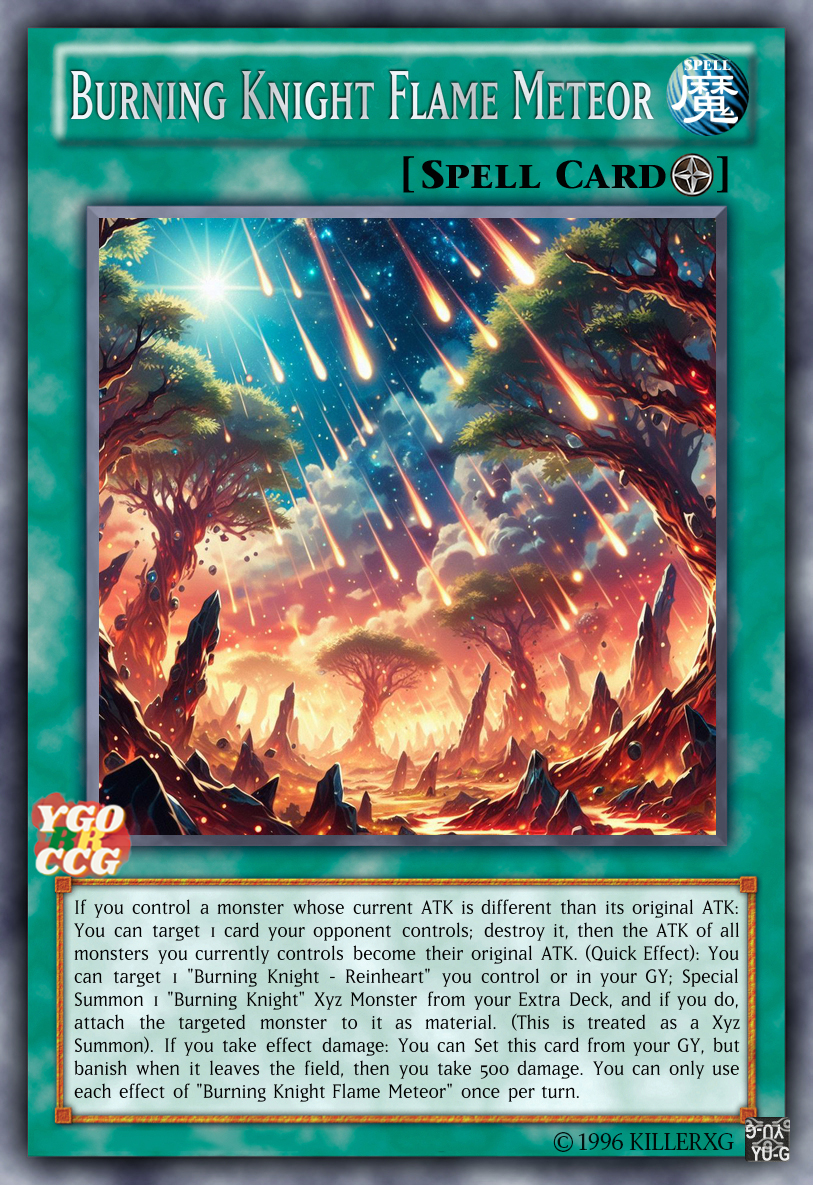 BURNING KNIGHT FLAME METEOR
SPELL
魔
[SPELL CARD]
YGO
BR
CCG
If you control a monster whose current ATK is different than its original ATK:
You can target 1 card your opponent controls; destroy it, then the ATK of all
monsters you currently controls become their original ATK. (Quick Effect): You
can target 1 "Burning Knight - Reinheart" you control or in your GY; Special
Summon 1 "Burning Knight" Xyz Monster from your Extra Deck, and if you do,
attach the targeted monster to it as material. (This is treated as a Xyz
Summon). If you take effect damage: You can Set this card from your GY, but
banish when it leaves the field, then you take 500 damage. You can only use
each effect of "Burning Knight Flame Meteor" once per turn.
© 1996 KILLERXG
YU-G